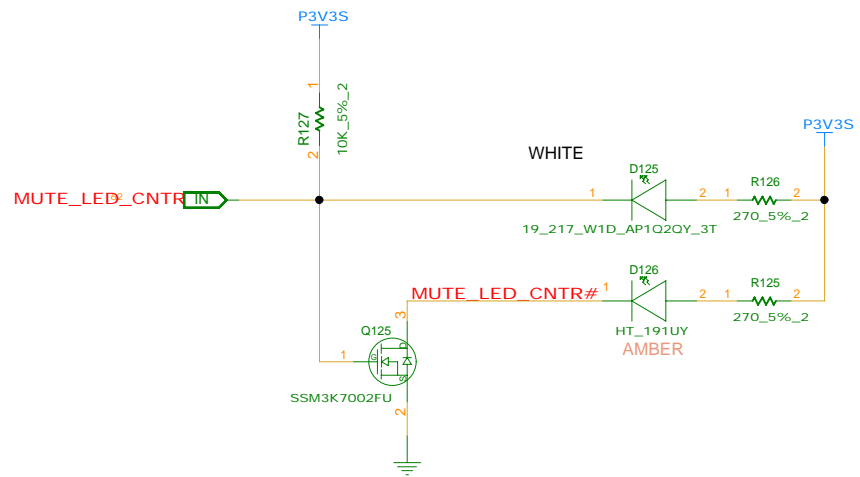 P3V3S
1
R127
10K_5%_2
2
P3V3S
WHITE
D125
R126
MUTE_LED_CNTR
IN
1
2
1
2
19_217_W1D_AP1Q2QY_3T
270_5%_2
D126
R125
MUTE_LED_CNTR#
1
2
1
2
HT_191UY
270_5%_2
AMBER
3
Q125
D
1
G
S
SSM3K7002FU
2